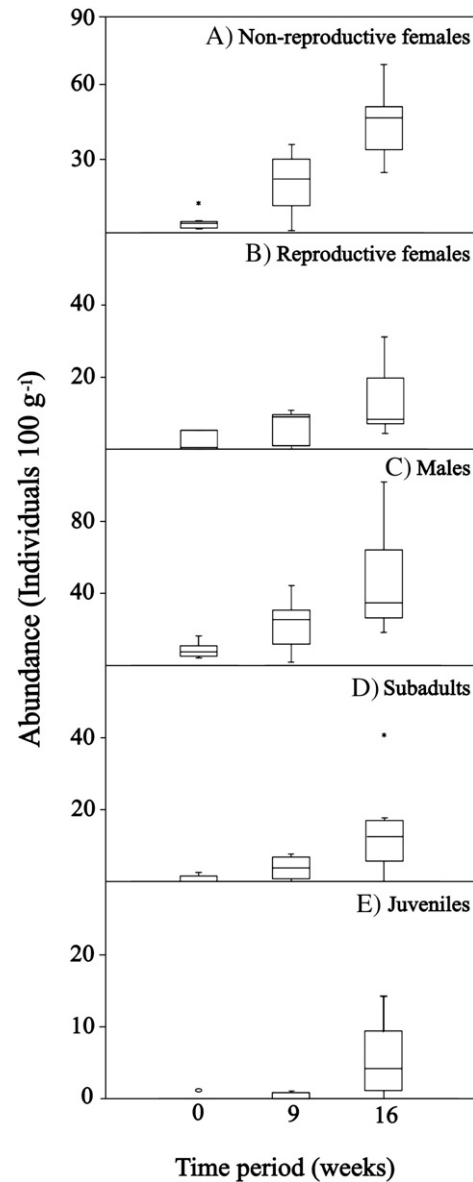 90
A) Non-reproductive females
60
30
B) Reproductive females
40
20
C) Males
80
40
D) Subadults
40
20
E) Juveniles
20
10
0
0 9 16
Time period (weeks)
Abundance (Individuals 100 g⁻¹)